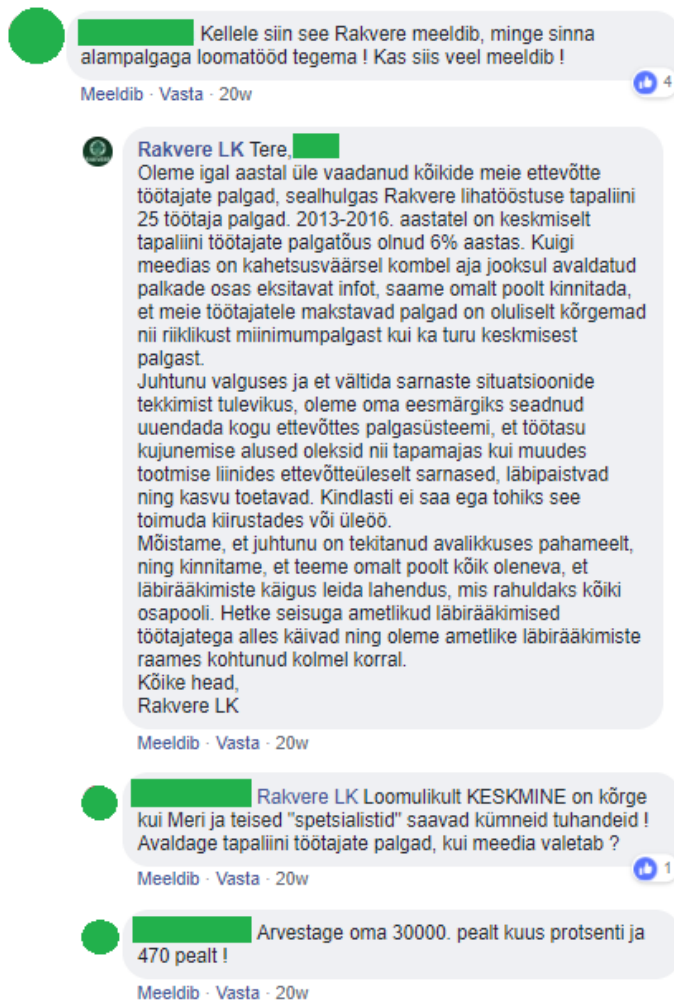 Kellele siin see Rakvere meeldib, minge sinna
alampalgaga loomatööd tegema ! Kas siis veel meeldib !
4
Meeldib · Vasta · 20w
Rakvere LK Tere,
Oleme igal aastal üle vaadanud kõikide meie ettevõtte
töötajate palgad, sealhulgas Rakvere lihatööstuse tapaliini
25 töötaja palgad. 2013-2016. aastatel on keskmiselt
tapaliini töötajate palgatõus olnud 6% aastas. Kuigi
meedias on kahetsusväärsel kombel aja jooksul avaldatud
palkade osas eksitavat infot, saame omalt poolt kinnitada,
et meie töötajatele makstavad palgad on oluliselt kõrgemad
nii riiklikust miinimumpalgast kui ka turu keskmisest
palgast.
Juhtunu valguses ja et vältida sarnaste situatsioonide
tekkimist tulevikus, oleme oma eesmärgiks seadnud
uuendada kogu ettevõttes palgasüsteemi, et töötasu
kujunemise alused oleksid nii tapamajas kui muudes
tootmise liinides ettevõtteüleselt sarnased, läbipaistvad
ning kasvu toetavad. Kindlasti ei saa ega tohiks see
toimuda kiirustades või üleöö.
Mõistame, et juhtunu on tekitanud avalikkuses pahameelt,
ning kinnitame, et teeme omalt poolt kõik oleneva, et
läbirääkimiste käigus leida lahendus, mis rahuldaks kõiki
osapooli. Hetke seisuga ametlikud läbirääkimised
töötajatega alles käivad ning oleme ametlike läbirääkimiste
raames kohtunud kolmel korral.
Kõike head,
Rakvere LK
Meeldib · Vasta · 20w
Rakvere LK Loomulikult KESKMINE on kõrge
kui Meri ja teised "spetsialistid" saavad kümneid tuhandeid !
Avaldage tapaliini töötajate palgad, kui meedia valetab ?
1
Meeldib · Vasta · 20w
Arvestage oma 30000. pealt kuus protsenti ja
470 pealt !
Meeldib · Vasta · 20w